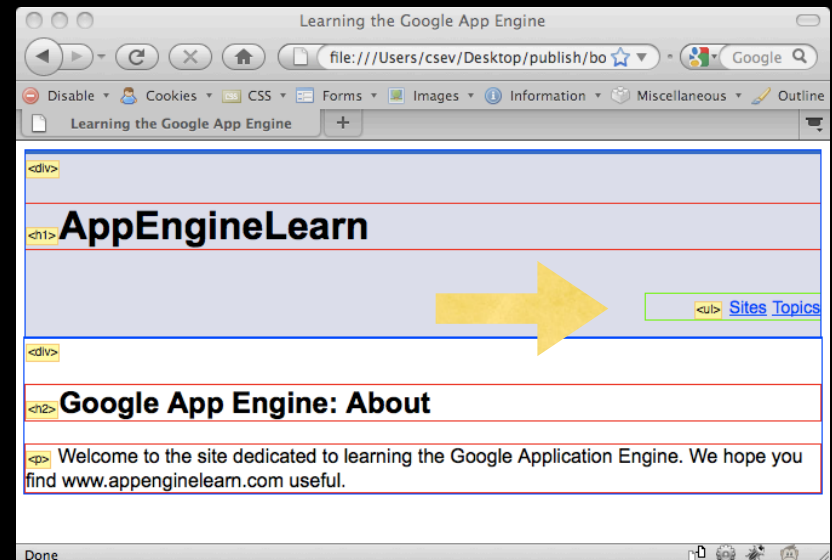 Learning the Google App Engine
file:///Users/csev/Desktop/publish/bo Google
Disable Cookies CSS Forms Images Information Miscellaneous Outline
Learning the Google App Engine +
<div>
<h1> AppEngineLearn
<ul> Sites Topics
<div>
<h2> Google App Engine: About
<p> Welcome to the site dedicated to learning the Google Application Engine. We hope you
find www.appenginelearn.com useful.
Done